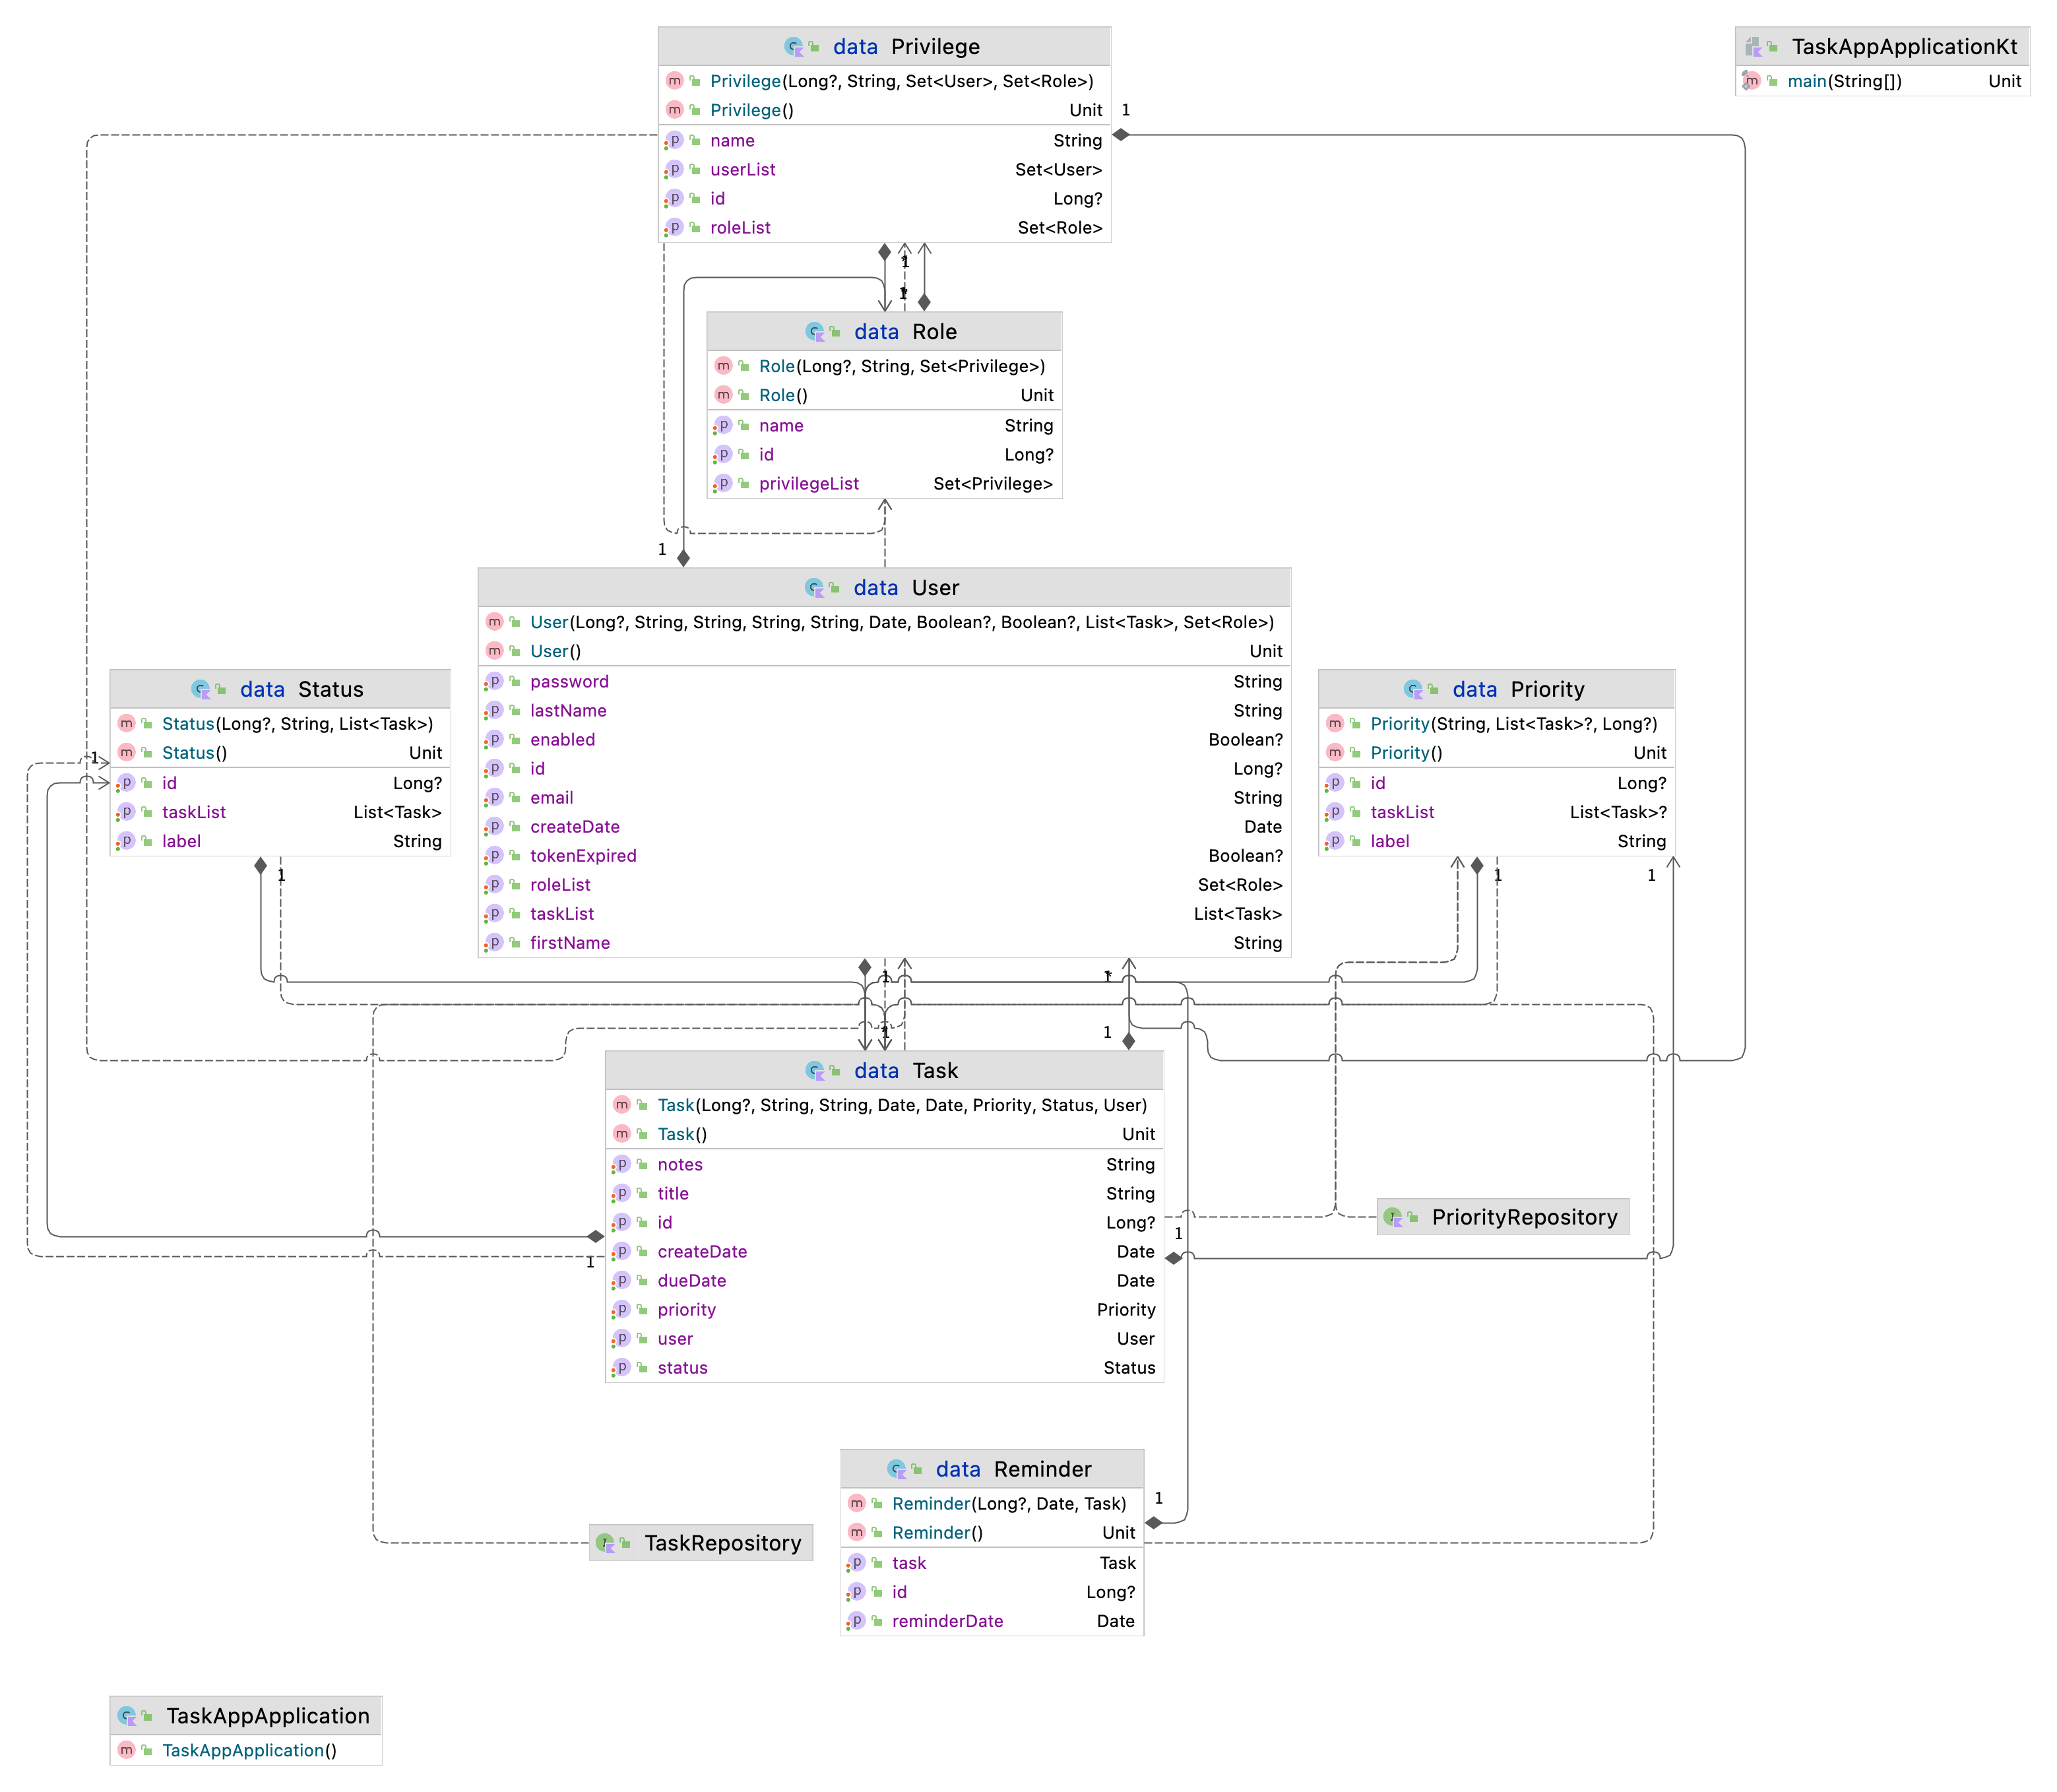 data Privilege
Privilege(Long?, String, Set<User>, Set<Role>)
Privilege() Unit
name String
userList Set<User>
id Long?
roleList Set<Role>
TaskAppApplicationKt
main(String[]) Unit
1
1
1
data Role
Role(Long?, String, Set<Privilege>)
Role() Unit
name String
id Long?
privilegeList Set<Privilege>
1
data User
User(Long?, String, String, String, String, Date, Boolean?, Boolean?, List<Task>, Set<Role>)
User() Unit
password String
lastName String
enabled Boolean?
id Long?
email String
createDate Date
tokenExpired Boolean?
roleList Set<Role>
taskList List<Task>
firstName String
data Status
Status(Long?, String, List<Task>)
Status() Unit
id Long?
taskList List<Task>
label String
1
1
data Priority
Priority(String, List<Task>?, Long?)
Priority() Unit
id Long?
taskList List<Task>?
label String
1
1
1
1
1
1
data Task
Task(Long?, String, String, Date, Date, Priority, Status, User)
Task() Unit
notes String
title String
id Long?
createDate Date
dueDate Date
priority Priority
user User
status Status
1
1
PriorityRepository
data Reminder
Reminder(Long?, Date, Task)
Reminder() Unit
task Task
id Long?
reminderDate Date
1
TaskRepository
TaskAppApplication
TaskAppApplication()